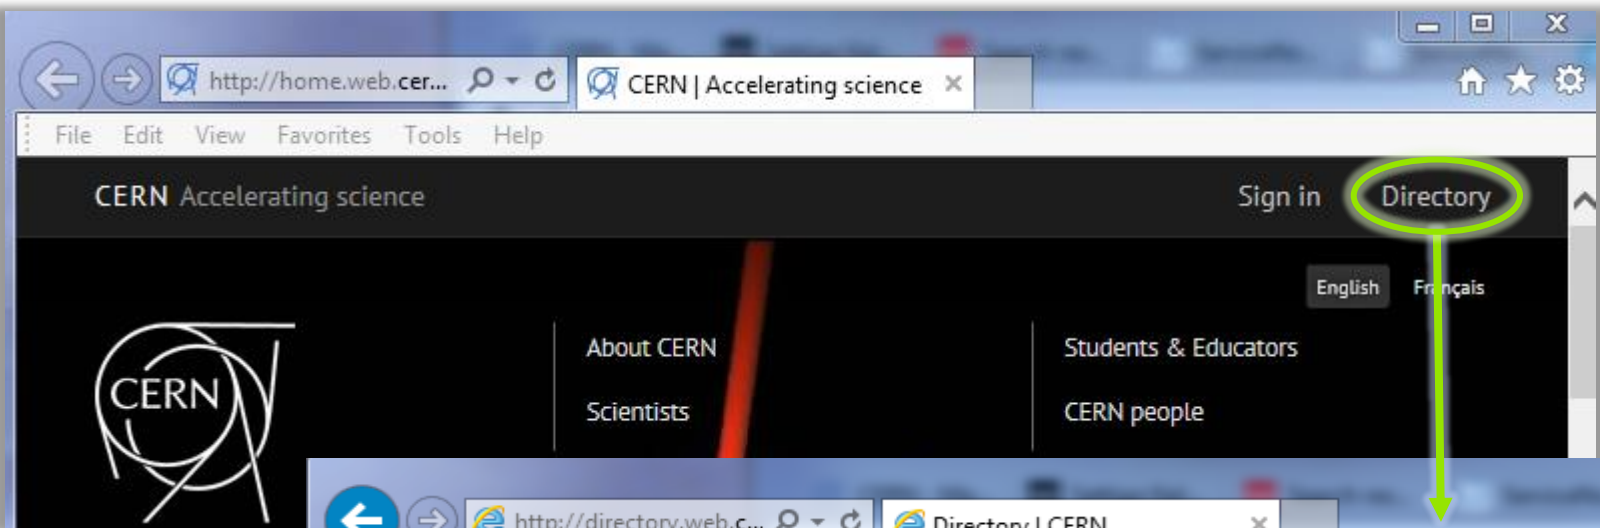 http://home.web.cer... CERN | Accelerating science
File Edit View Favorites Tools Help
CERN Accelerating science Sign in Directory
English Français
About CERN Students & Educators
CERN
Scientists CERN people
http://directory.web.c... Directory | CERN